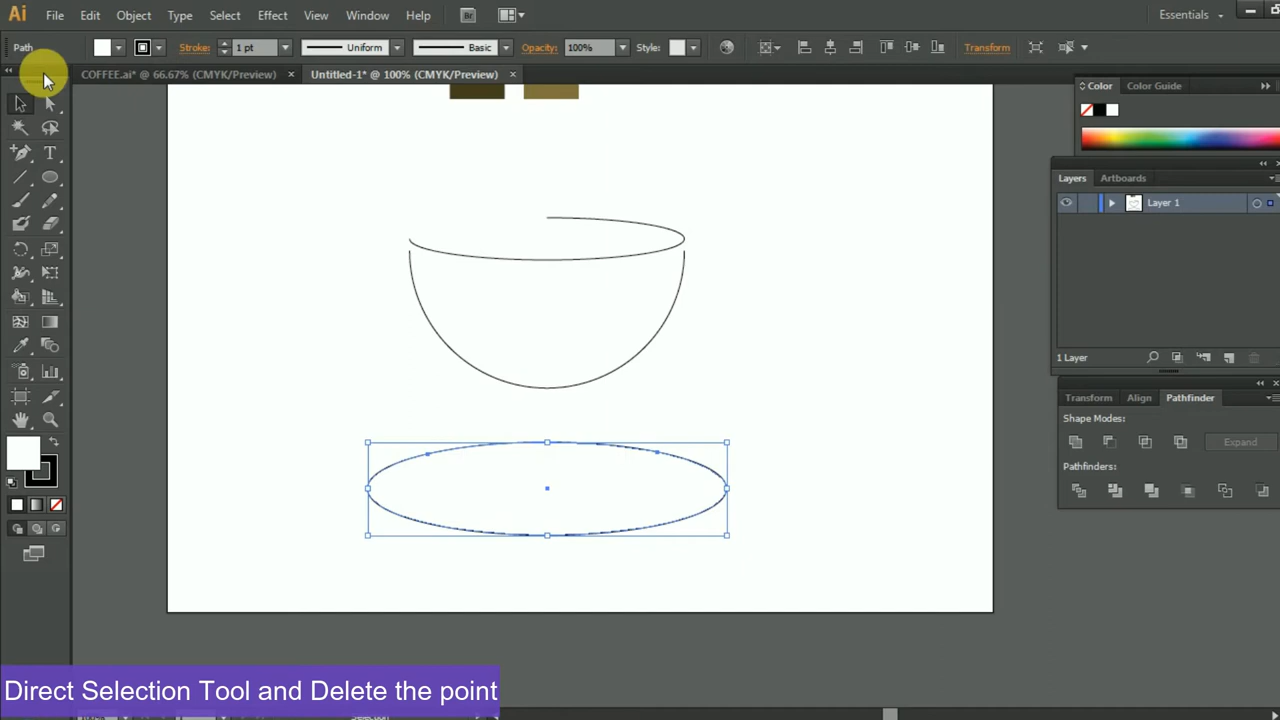 Ai File Edit Object Type Select Effect View Window Help Br Essentials
Path Stroke: 1 pt Uniform Basic Opacity: 100% Style: Transform
COFFEE.ai* @ 66.67% (CMYK/Preview) × Untitled-1* @ 100% (CMYK/Preview) ×
Color Color Guide
Layers Artboards
Layer 1
1 Layer
Transform Align Pathfinder
Shape Modes:
Expand
Pathfinders:
Direct Selection Tool and Delete the point
Selection